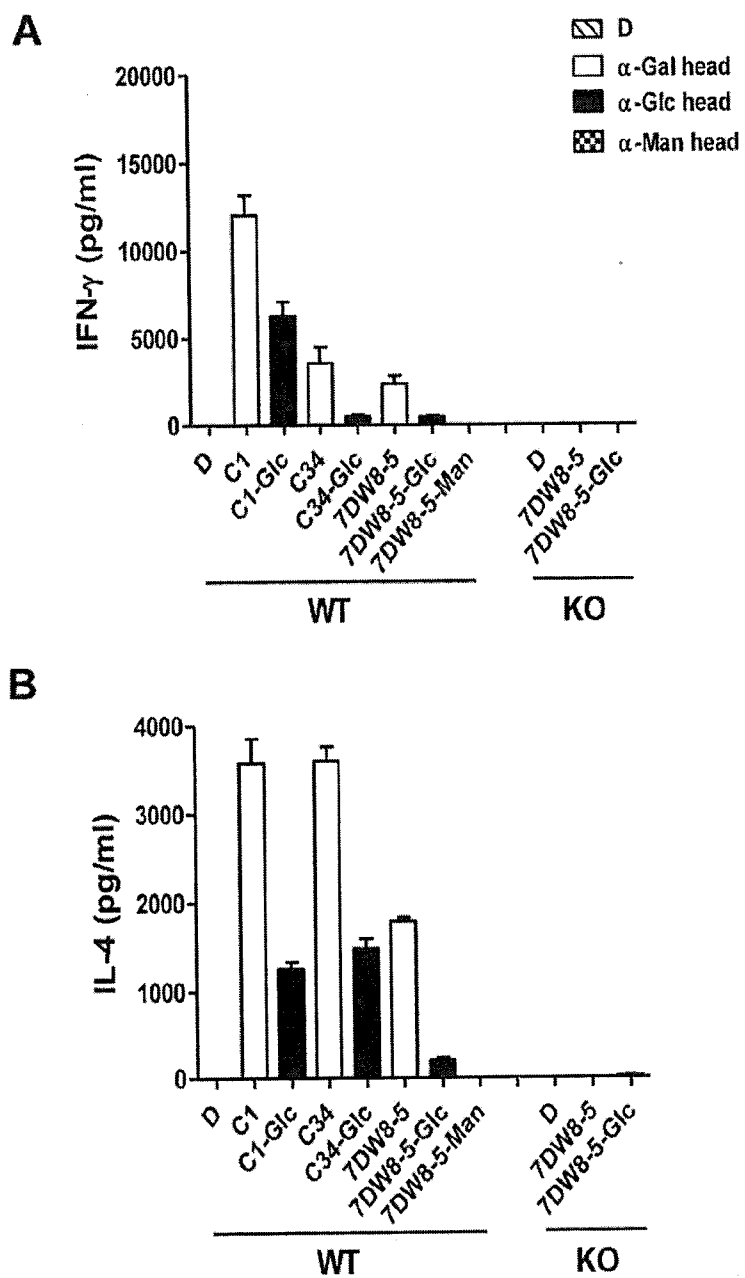 A
D
α-Gal head
α-Glc head
α-Man head
IFN-γ (pg/ml)
20000
15000
10000
5000
0
D
C1
C1-Glc
C34
C34-Glc
7DW8-5
7DW8-5-Glc
7DW8-5-Man
D
7DW8-5
7DW8-5-Glc
WT
KO
B
IL-4 (pg/ml)
4000
3000
2000
1000
0
D
C1
C1-Glc
C34
C34-Glc
7DW8-5
7DW8-5-Glc
7DW8-5-Man
D
7DW8-5
7DW8-5-Glc
WT
KO